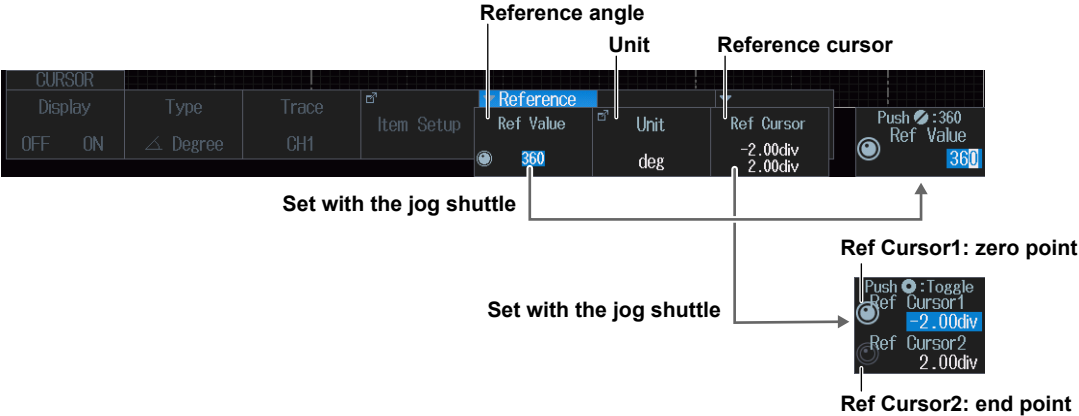 Reference angle
Unit
Reference cursor
CURSOR
Display
OFF ON
Type
Degree
Trace
CH1
Item Setup
Reference
Ref Value
360
Unit
deg
Ref Cursor
-2.00div
2.00div
Push :360
Ref Value
360
Set with the jog shuttle
Ref Cursor1: zero point
Set with the jog shuttle
Push :Toggle
Ref Cursor1
-2.00div
Ref Cursor2
2.00div
Ref Cursor2: end point